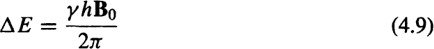 ΔE = γhB₀ / 2π (4.9)